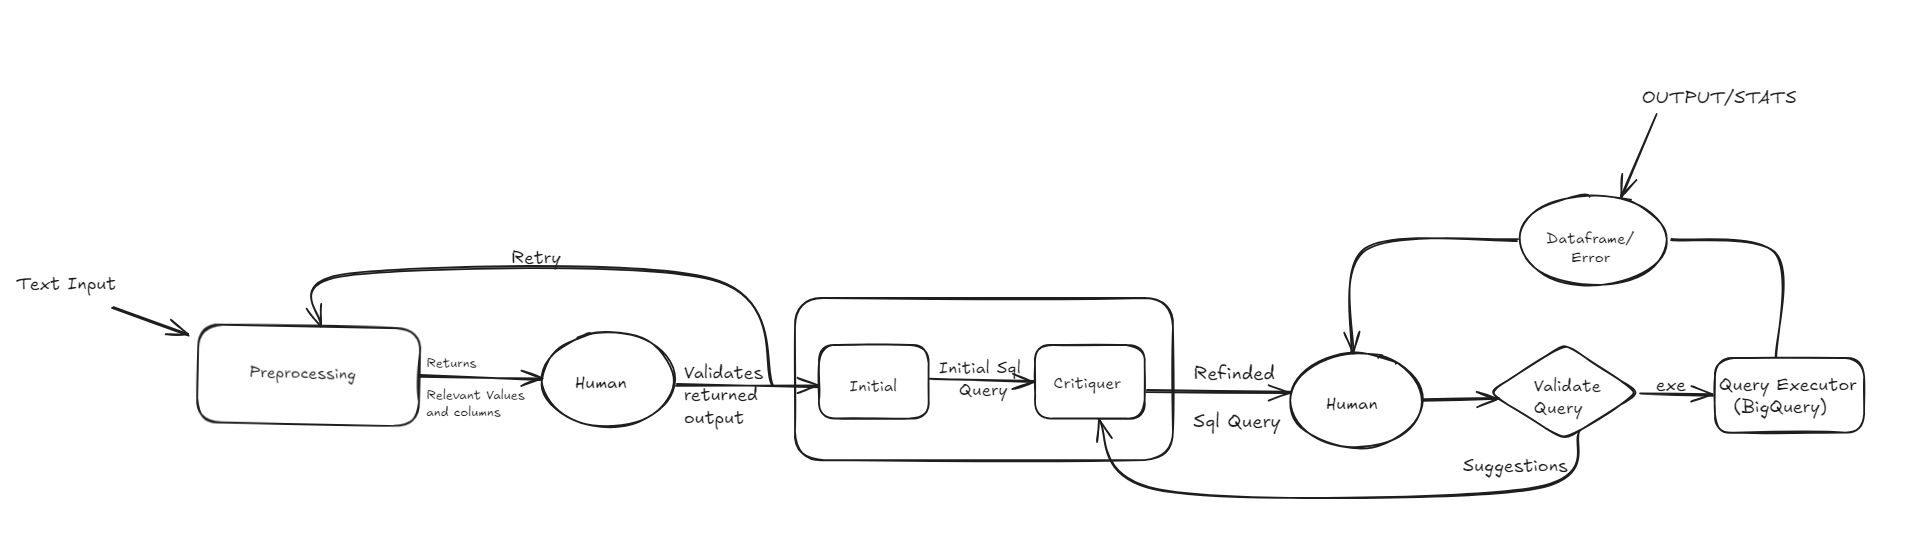 OUTPUT/STATS
Dataframe/
Error
Retry
Text Input
Preprocessing
Returns
Relevant Values
and columns
Human
Validates
returned
output
Initial
Initial Sql
Query
Critiquer
Refinded
Sql Query
Human
Validate
Query
exe
Query Executor
(BigQuery)
Suggestions